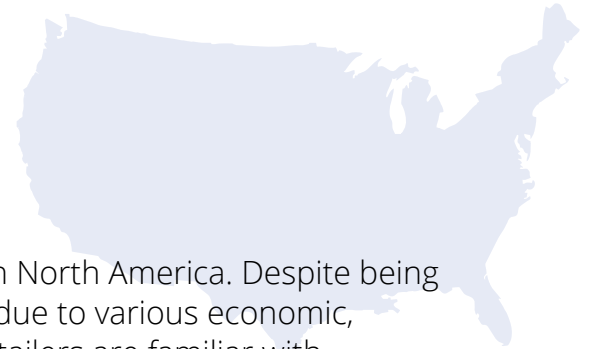 North America. Despite being
due to various economic,
tailers are familiar with